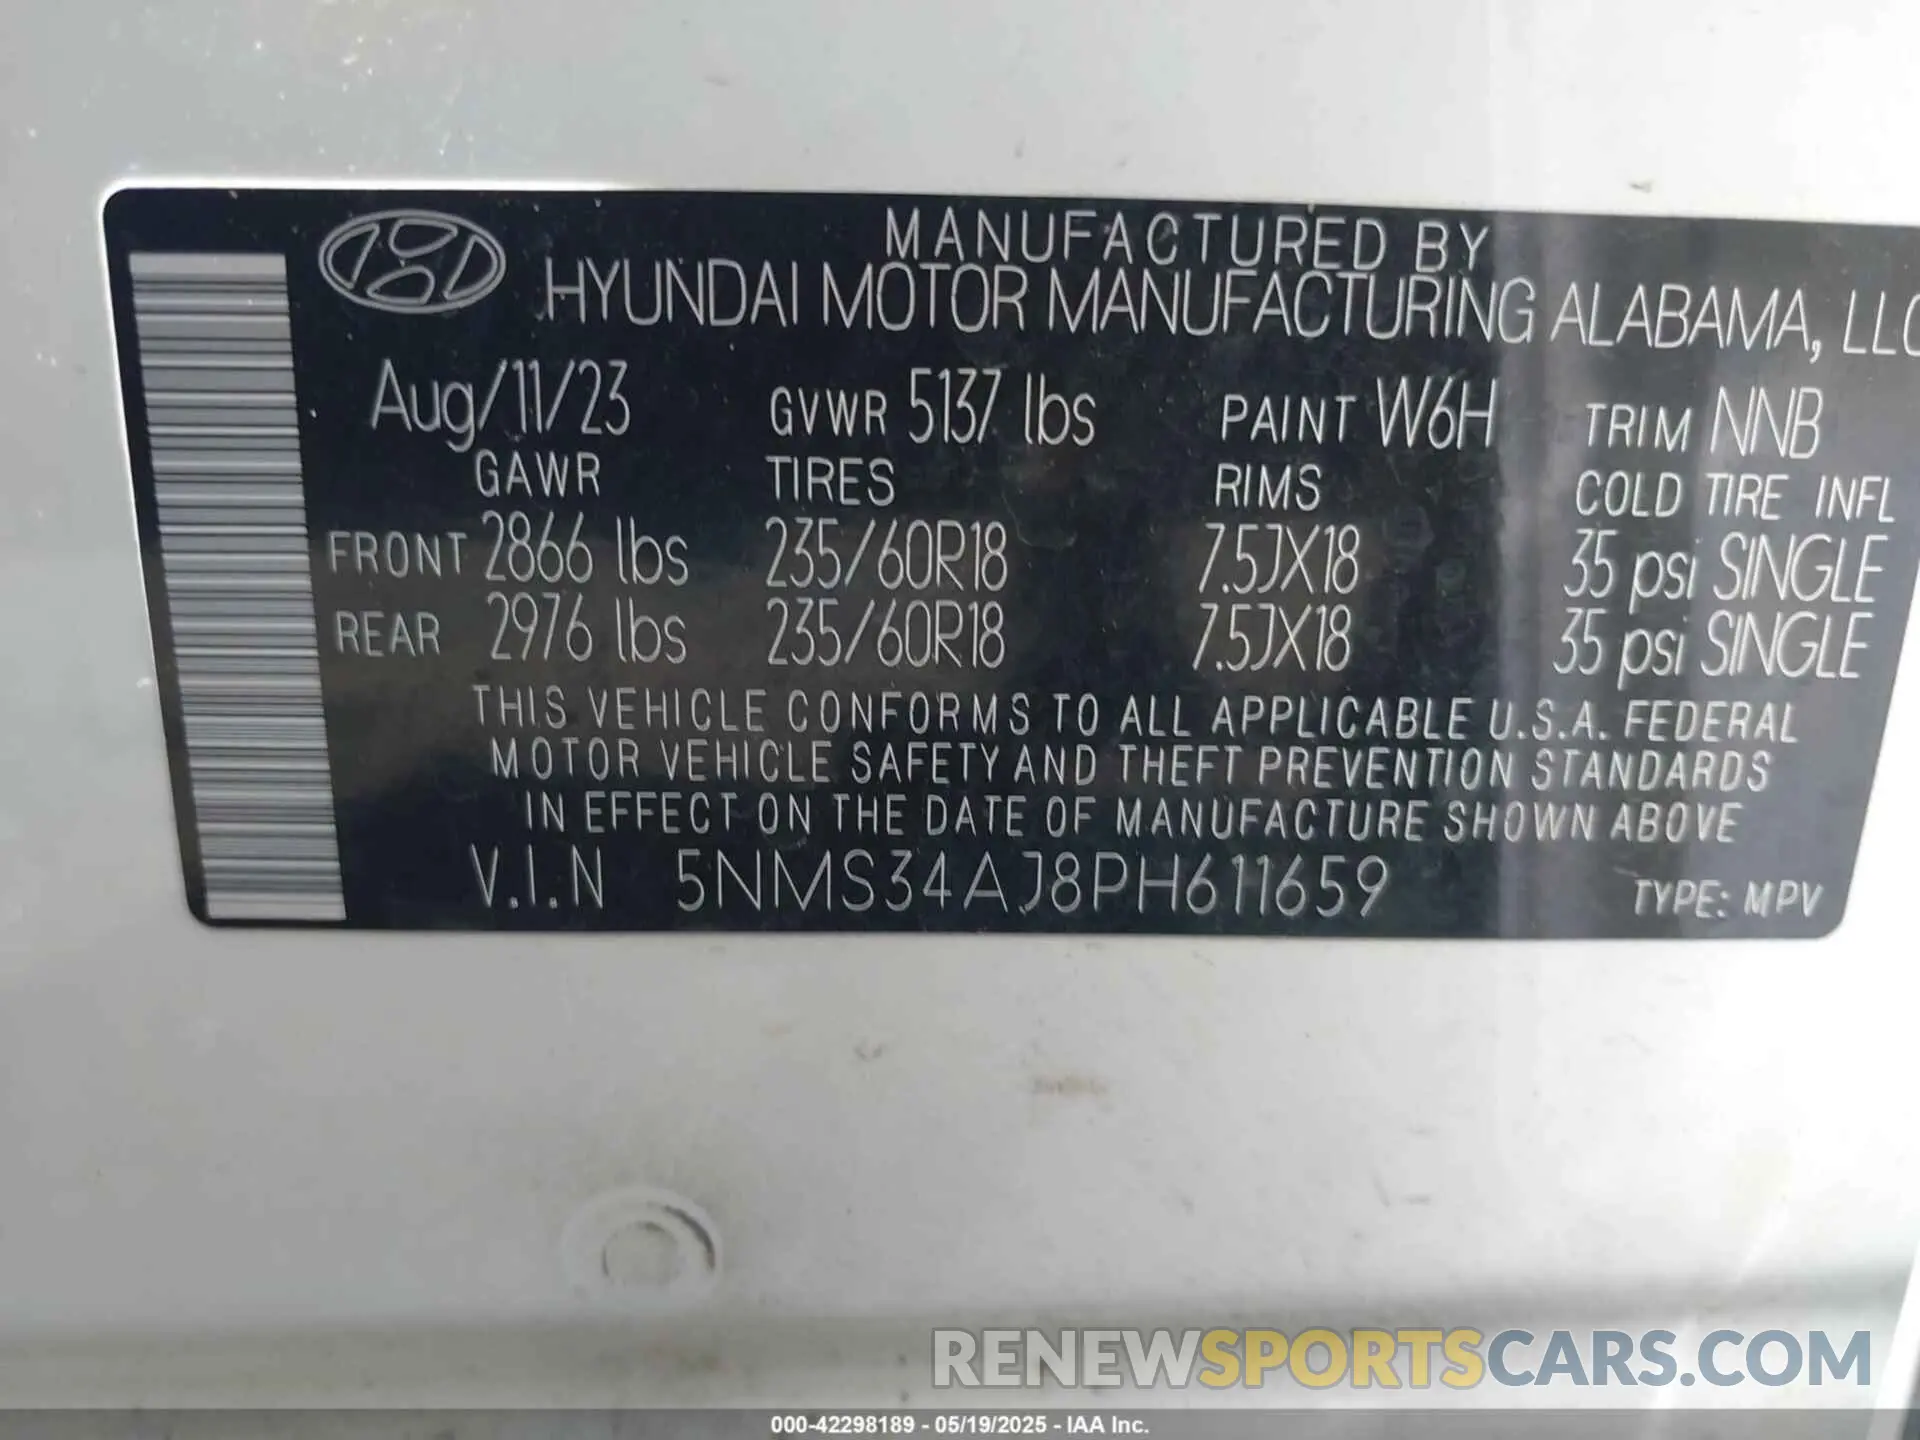 MANUFACTURED BY
HYUNDAI MOTOR MANUFACTURING ALABAMA, LLC
Aug/11/23 GVWR 5137 lbs PAINT W6H TRIM NNB
GAWR TIRES RIMS COLD TIRE INFL
FRONT 2866 lbs 235/60R18 7.5JX18 35 psi SINGLE
REAR 2976 lbs 235/60R18 7.5JX18 35 psi SINGLE
THIS VEHICLE CONFORMS TO ALL APPLICABLE U.S.A. FEDERAL
MOTOR VEHICLE SAFETY AND THEFT PREVENTION STANDARDS
IN EFFECT ON THE DATE OF MANUFACTURE SHOWN ABOVE
V.I.N 5NMS34AJ8PH611659 TYPE: MPV
RENEWSPORTSCARS.COM
000-42298189 - 05/19/2025 - IAA Inc.